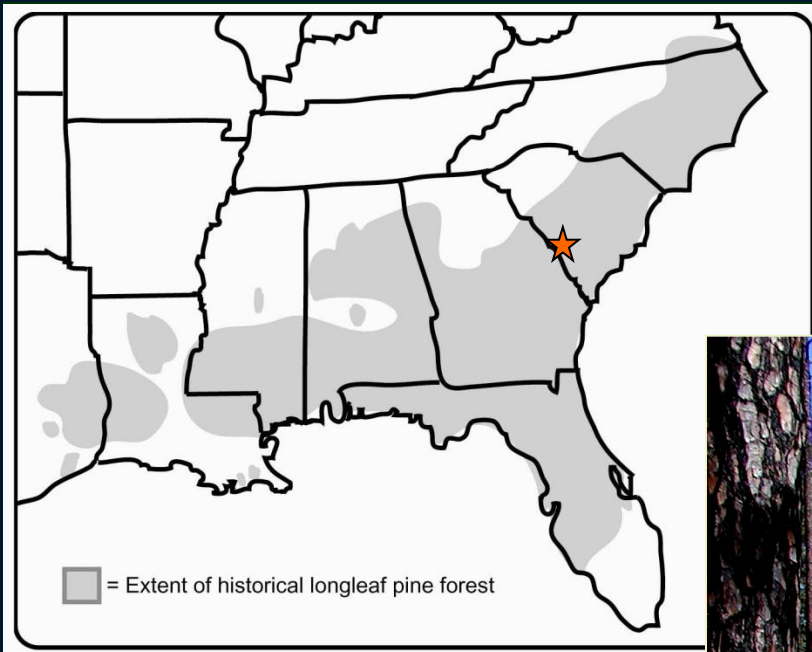 = Extent of historical longleaf pine forest